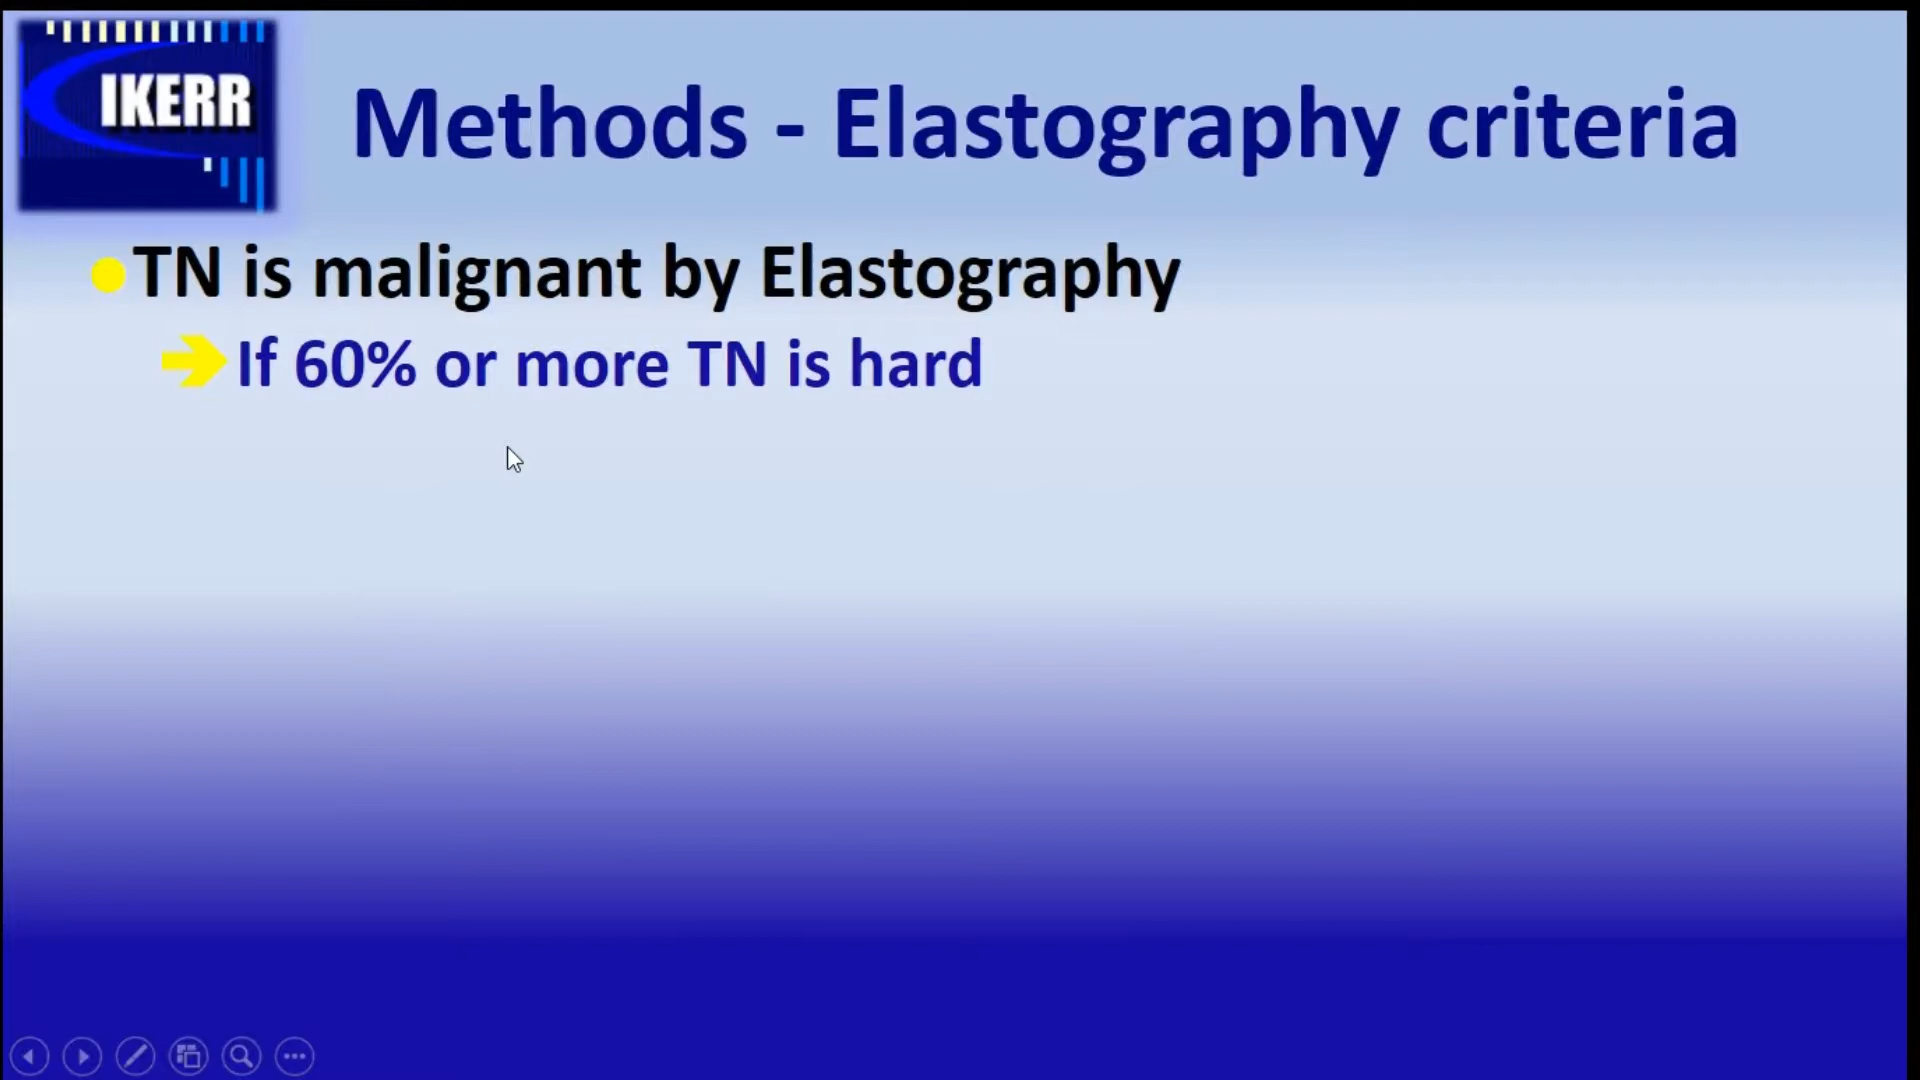 IKERR
Methods - Elastography criteria
TN is malignant by Elastography
If 60% or more TN is hard